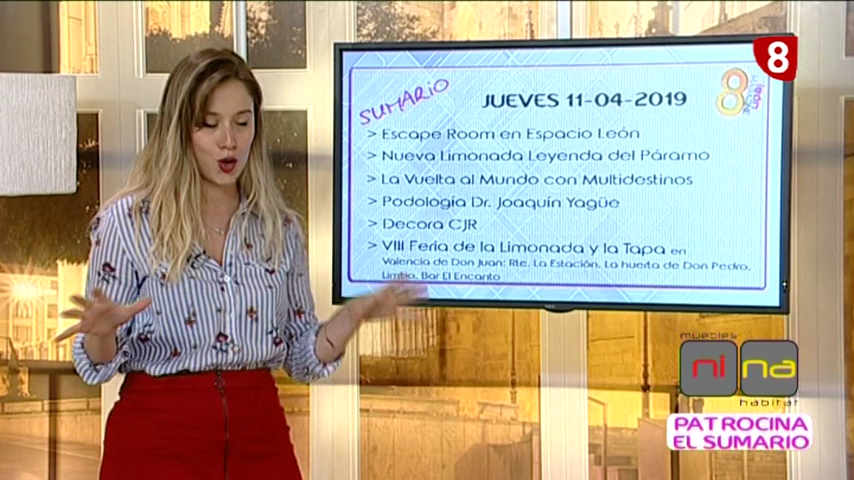 8
SUMARIO
JUEVES 11-04-2019
8 león
> Escape Room en Espacio León
> Nueva Limonada Leyenda del Páramo
> La Vuelta al Mundo con Multidestinos
> Podología Dr. Joaquín Yagüe
> Decora CJR
> VIII Feria de la Limonada y la Tapa en
Valencia de Don Juan: Rte. La Estación, La huerta de Don Pedro,
Limbio, Bar El Encanto
muebles
ni na
habitat
PATROCINA
EL SUMARIO